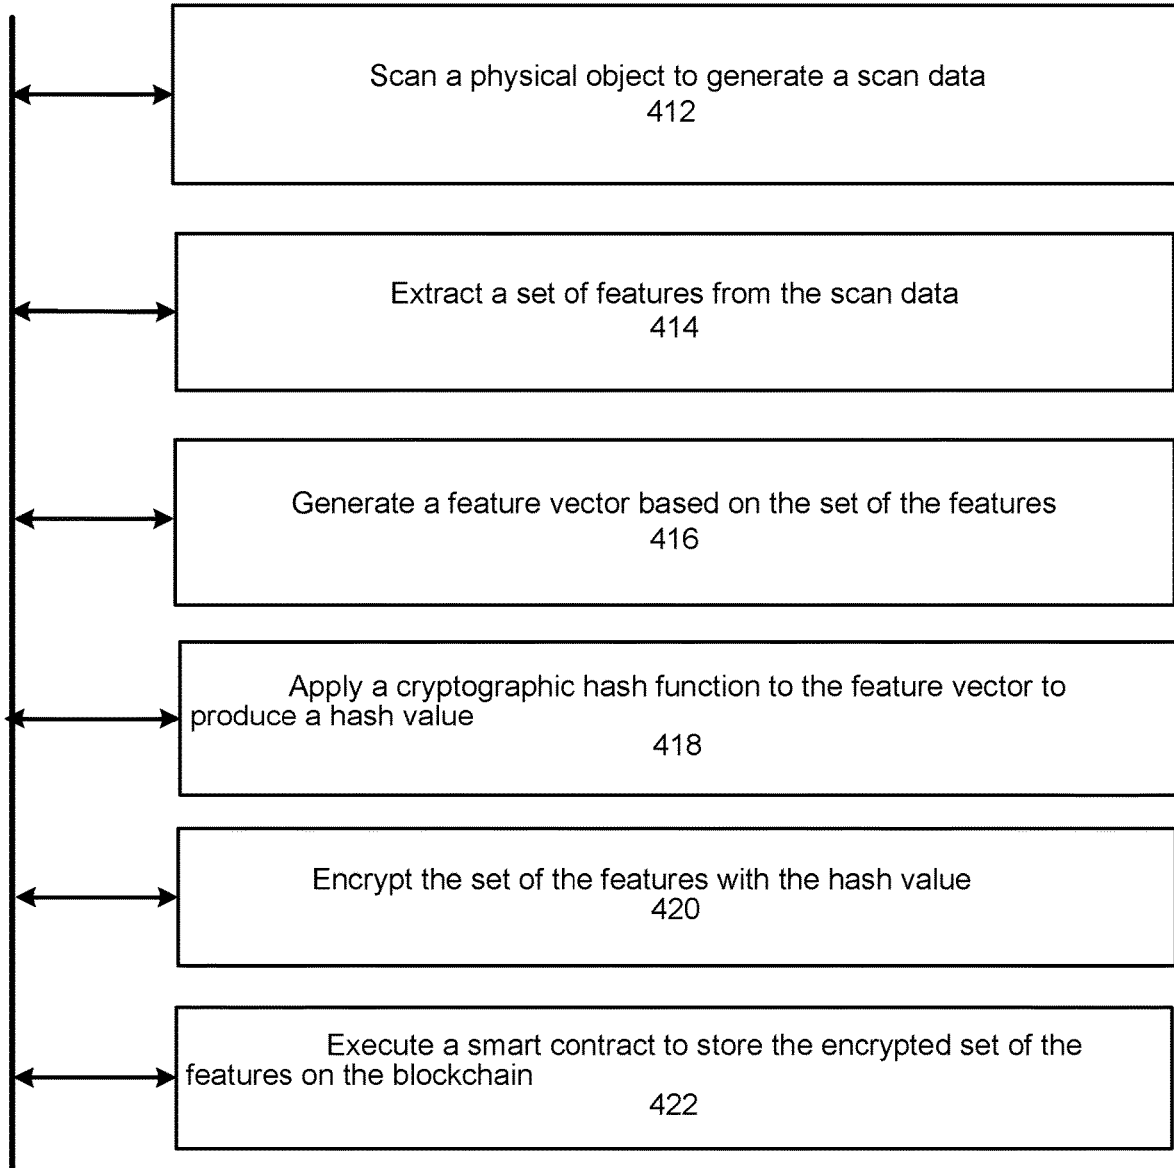 Scan a physical object to generate a scan data
412
Extract a set of features from the scan data
414
Generate a feature vector based on the set of the features
416
Apply a cryptographic hash function to the feature vector to
produce a hash value
418
Encrypt the set of the features with the hash value
420
Execute a smart contract to store the encrypted set of the
features on the blockchain
422